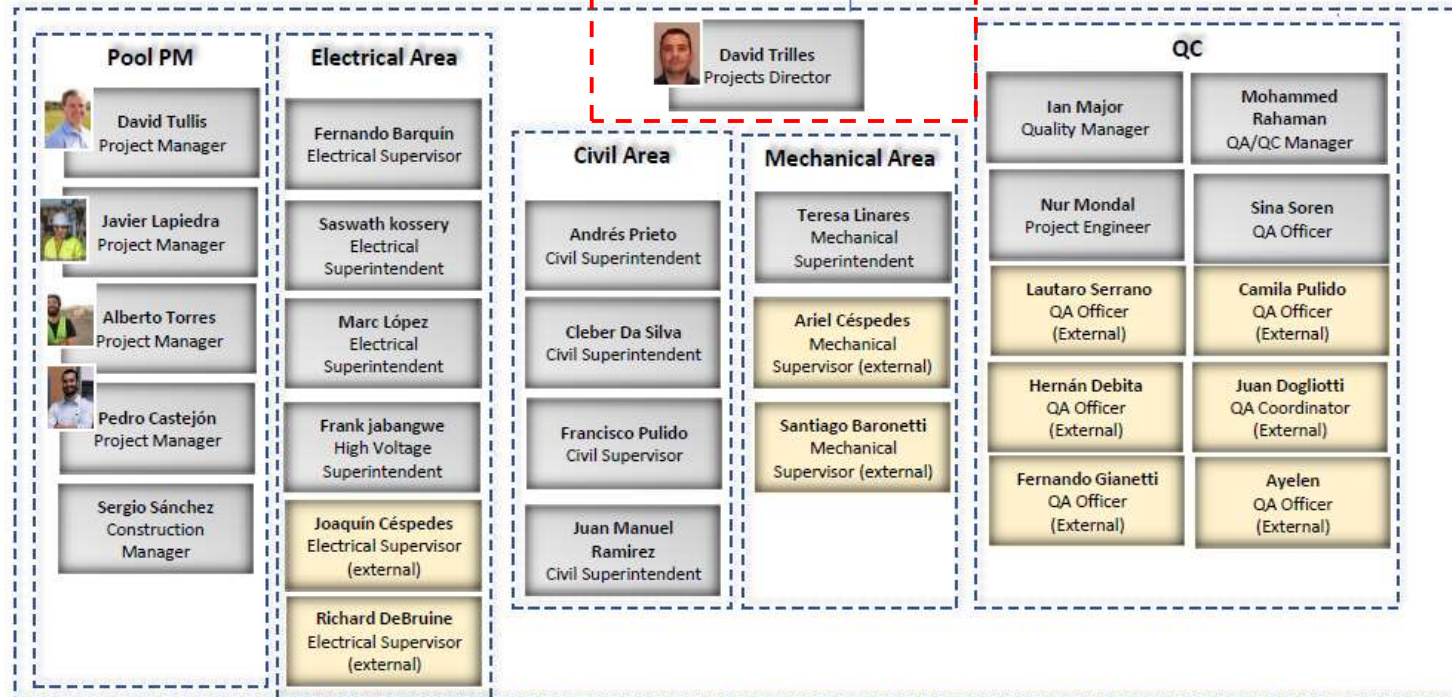 David Trilles
Projects Director
Pool PM
David Tullis
Project Manager
Javier Lapiedra
Project Manager
Alberto Torres
Project Manager
Pedro Castejón
Project Manager
Sergio Sánchez
Construction
Manager
Electrical Area
Fernando Barquín
Electrical Supervisor
Saswath kossery
Electrical
Superintendent
Marc López
Electrical
Superintendent
Frank jabangwe
High Voltage
Superintendent
Joaquín Céspedes
Electrical Supervisor
(external)
Richard DeBruine
Electrical Supervisor
(external)
Civil Area
Andrés Prieto
Civil Superintendent
Cleber Da Silva
Civil Superintendent
Francisco Pulido
Civil Supervisor
Juan Manuel
Ramirez
Civil Superintendent
Mechanical Area
Teresa Linares
Mechanical
Superintendent
Ariel Céspedes
Mechanical
Supervisor (external)
Santiago Baronetti
Mechanical
Supervisor (external)
QC
Ian Major
Quality Manager
Mohammed
Rahaman
QA/QC Manager
Nur Mondal
Project Engineer
Sina Soren
QA Officer
Lautaro Serrano
QA Officer
(External)
Camila Pulido
QA Officer
(External)
Hernán Debita
QA Officer
(External)
Juan Dogliotti
QA Coordinator
(External)
Fernando Gianetti
QA Officer
(External)
Ayelen
QA Officer
(External)